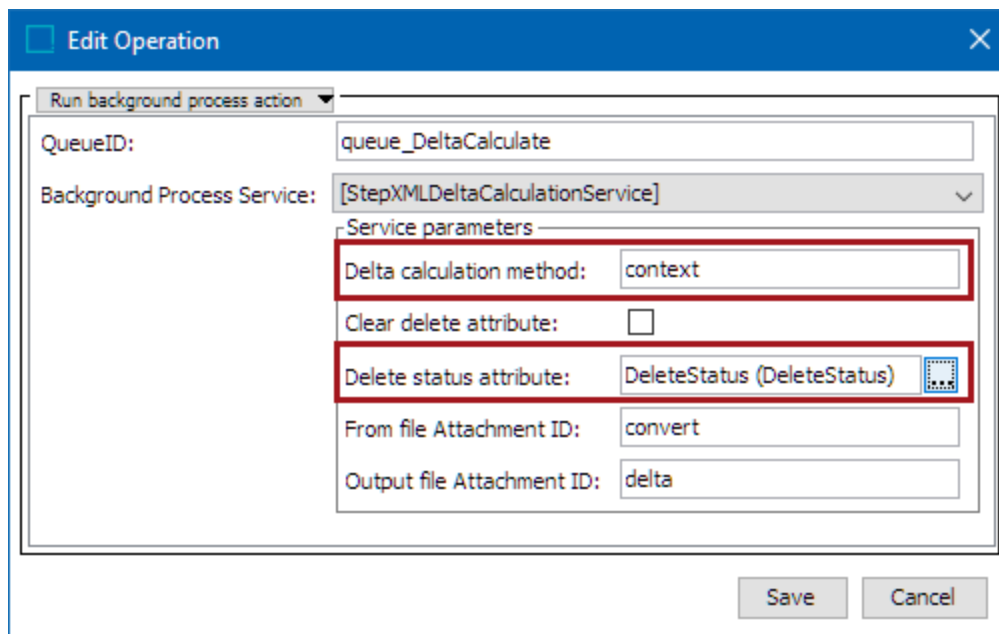 Edit Operation
Run background process action
QueueID: queue_DeltaCalculate
Background Process Service: [StepXMLDeltaCalculationService]
Service parameters
Delta calculation method: context
Clear delete attribute:
Delete status attribute: DeleteStatus (DeleteStatus) ...
From file Attachment ID: convert
Output file Attachment ID: delta
Save Cancel